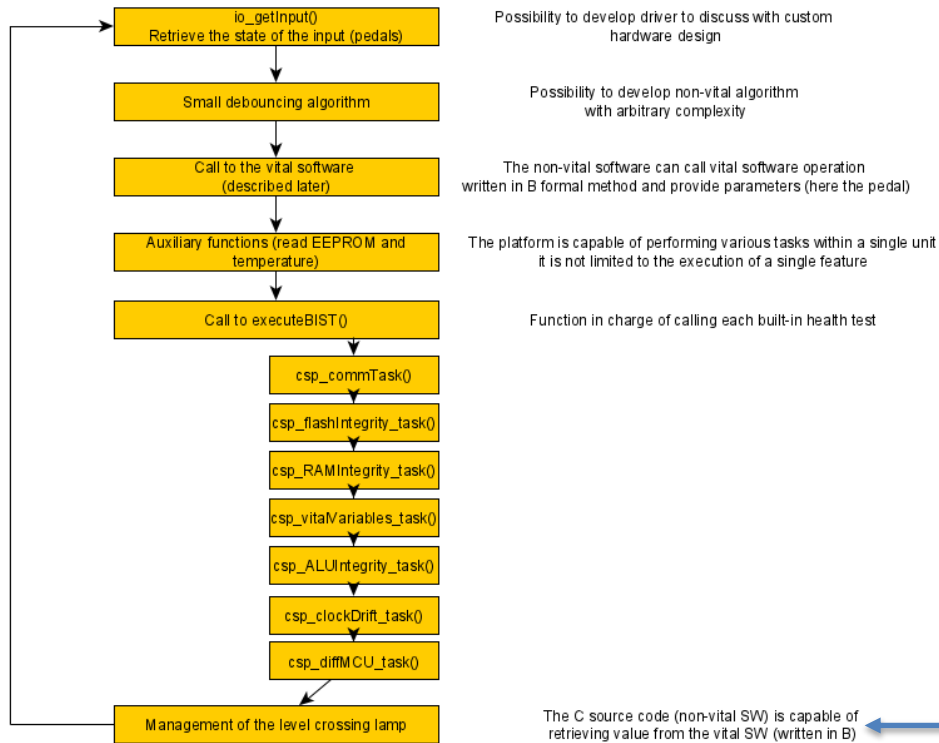 io_getInput()
Retrieve the state of the input (pedals)
Possibility to develop driver to discuss with custom
hardware design
Small debouncing algorithm
Possibility to develop non-vital algorithm
with arbitrary complexity
Call to the vital software
(described later)
The non-vital software can call vital software operation
written in B formal method and provide parameters (here the pedal)
Auxiliary functions (read EEPROM and
temperature)
The platform is capable of performing various tasks within a single unit
it is not limited to the execution of a single feature
Call to executeBIST()
Function in charge of calling each built-in health test
csp_commTask()
csp_flashIntegrity_task()
csp_RAMIntegrity_task()
csp_vitalVariables_task()
csp_ALUIntegrity_task()
csp_clockDrift_task()
csp_diffMCU_task()
Management of the level crossing lamp
The C source code (non-vital SW) is capable of
retrieving value from the vital SW (written in B)